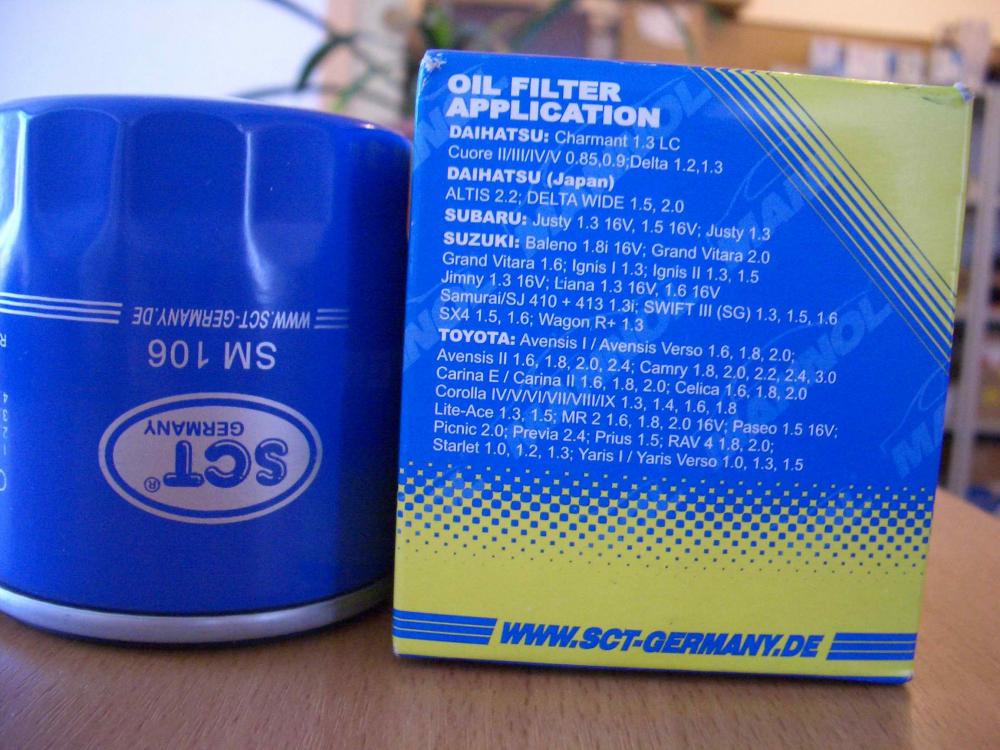 OIL FILTER
APPLICATION
DAIHATSU: Charmant 1.3 LC
Cuore II/III/IV/V 0.85,0.9;Delta 1.2,1.3
DAIHATSU (Japan)
ALTIS 2.2; DELTA WIDE 1.5, 2.0
SUBARU: Justy 1.3 16V, 1.5 16V; Justy 1.3
SUZUKI: Baleno 1.8i 16V; Grand Vitara 2.0
Grand Vitara 1.6; Ignis I 1.3; Ignis II 1.3, 1.5
Jimny 1.3 16V; Liana 1.3 16V, 1.6 16V
Samurai/SJ 410 + 413 1.3i; SWIFT III (SG) 1.3, 1.5, 1.6
SX4 1.5, 1.6; Wagon R+ 1.3
TOYOTA: Avensis I / Avensis Verso 1.6, 1.8, 2.0;
Avensis II 1.6, 1.8, 2.0, 2.4; Camry 1.8, 2.0, 2.2, 2.4, 3.0
Carina E / Carina II 1.6, 1.8, 2.0; Celica 1.6, 1.8, 2.0
Corolla IV/V/VI/VII/VIII/IX 1.3, 1.4, 1.6, 1.8
Lite-Ace 1.3, 1.5; MR 2 1.6, 1.8, 2.0 16V; Paseo 1.5 16V;
Picnic 2.0; Previa 2.4; Prius 1.5; RAV 4 1.8, 2.0;
Starlet 1.0, 1.2, 1.3; Yaris I / Yaris Verso 1.0, 1.3, 1.5
WWW.SCT-GERMANY.DE
SCT ®
GERMANY
SM 106
WWW.SCT-GERMANY.DE